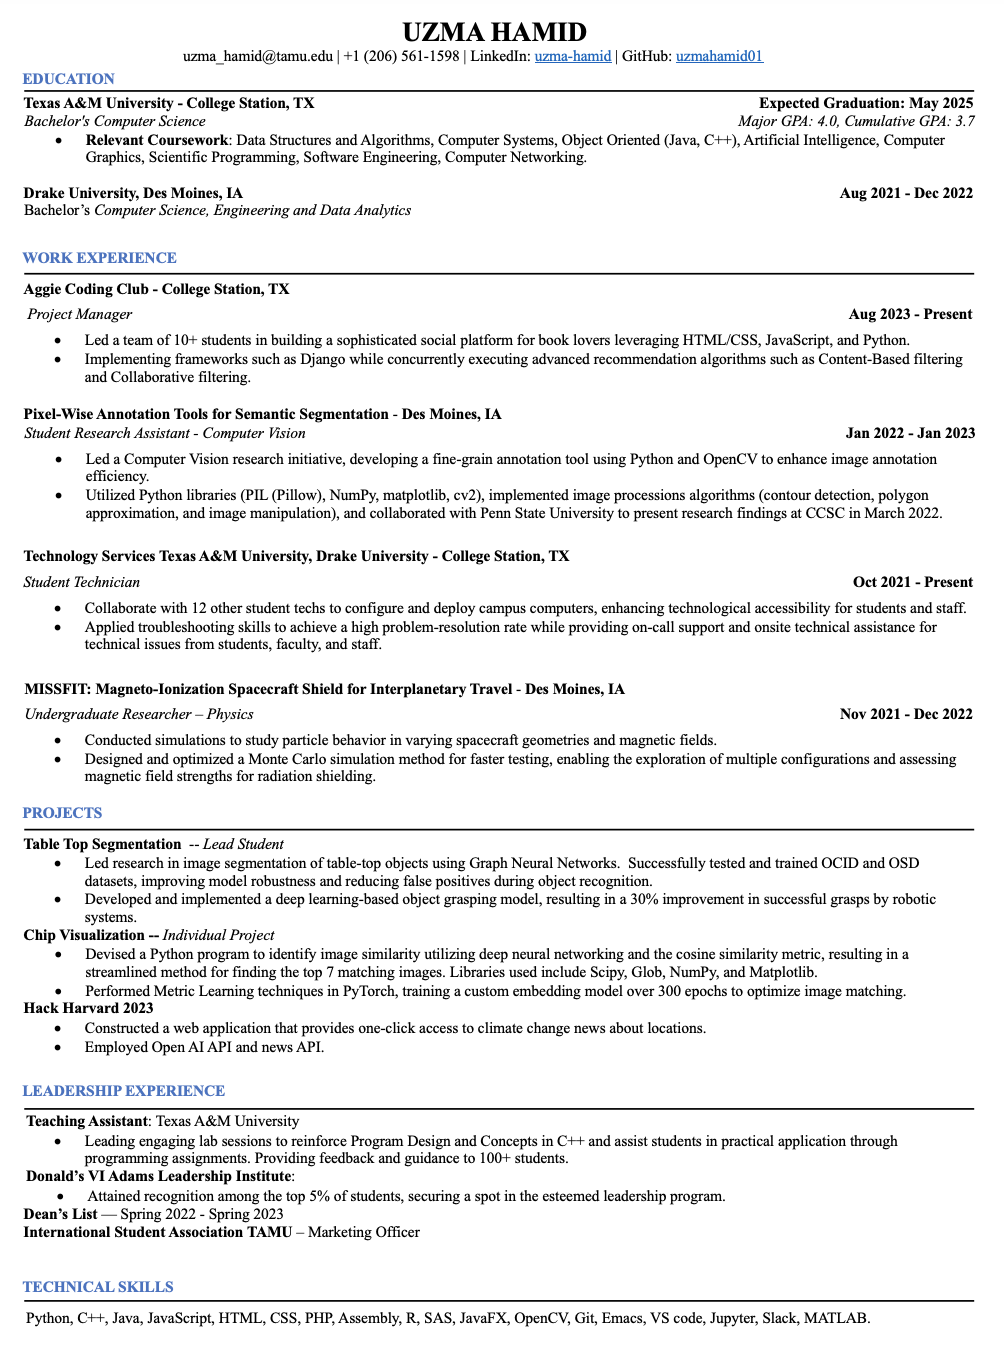 UZMA HAMID
uzma_hamid@tamu.edu | +1 (206) 561-1598 | LinkedIn: uzma-hamid | GitHub: uzmahamid01
EDUCATION
Texas A&M University - College Station, TX Expected Graduation: May 2025
Bachelor's Computer Science Major GPA: 4.0, Cumulative GPA: 3.7
• Relevant Coursework: Data Structures and Algorithms, Computer Systems, Object Oriented (Java, C++), Artificial Intelligence, Computer
Graphics, Scientific Programming, Software Engineering, Computer Networking.
Drake University, Des Moines, IA Aug 2021 - Dec 2022
Bachelor's Computer Science, Engineering and Data Analytics
WORK EXPERIENCE
Aggie Coding Club - College Station, TX
Project Manager Aug 2023 - Present
• Led a team of 10+ students in building a sophisticated social platform for book lovers leveraging HTML/CSS, JavaScript, and Python.
• Implementing frameworks such as Django while concurrently executing advanced recommendation algorithms such as Content-Based filtering
and Collaborative filtering.
Pixel-Wise Annotation Tools for Semantic Segmentation - Des Moines, IA
Student Research Assistant - Computer Vision Jan 2022 - Jan 2023
• Led a Computer Vision research initiative, developing a fine-grain annotation tool using Python and OpenCV to enhance image annotation
efficiency.
• Utilized Python libraries (PIL (Pillow), NumPy, matplotlib, cv2), implemented image processions algorithms (contour detection, polygon
approximation, and image manipulation), and collaborated with Penn State University to present research findings at CCSC in March 2022.
Technology Services Texas A&M University, Drake University - College Station, TX
Student Technician Oct 2021 - Present
• Collaborate with 12 other student techs to configure and deploy campus computers, enhancing technological accessibility for students and staff.
• Applied troubleshooting skills to achieve a high problem-resolution rate while providing on-call support and onsite technical assistance for
technical issues from students, faculty, and staff.
MISSFIT: Magneto-Ionization Spacecraft Shield for Interplanetary Travel - Des Moines, IA
Undergraduate Researcher – Physics Nov 2021 - Dec 2022
• Conducted simulations to study particle behavior in varying spacecraft geometries and magnetic fields.
• Designed and optimized a Monte Carlo simulation method for faster testing, enabling the exploration of multiple configurations and assessing
magnetic field strengths for radiation shielding.
PROJECTS
Table Top Segmentation -- Lead Student
• Led research in image segmentation of table-top objects using Graph Neural Networks. Successfully tested and trained OCID and OSD
datasets, improving model robustness and reducing false positives during object recognition.
• Developed and implemented a deep learning-based object grasping model, resulting in a 30% improvement in successful grasps by robotic
systems.
Chip Visualization -- Individual Project
• Devised a Python program to identify image similarity utilizing deep neural networking and the cosine similarity metric, resulting in a
streamlined method for finding the top 7 matching images. Libraries used include Scipy, Glob, NumPy, and Matplotlib.
• Performed Metric Learning techniques in PyTorch, training a custom embedding model over 300 epochs to optimize image matching.
Hack Harvard 2023
• Constructed a web application that provides one-click access to climate change news about locations.
• Employed Open AI API and news API.
LEADERSHIP EXPERIENCE
Teaching Assistant: Texas A&M University
• Leading engaging lab sessions to reinforce Program Design and Concepts in C++ and assist students in practical application through
programming assignments. Providing feedback and guidance to 100+ students.
Donald's VI Adams Leadership Institute:
• Attained recognition among the top 5% of students, securing a spot in the esteemed leadership program.
Dean's List — Spring 2022 - Spring 2023
International Student Association TAMU – Marketing Officer
TECHNICAL SKILLS
Python, C++, Java, JavaScript, HTML, CSS, PHP, Assembly, R, SAS, JavaFX, OpenCV, Git, Emacs, VS code, Jupyter, Slack, MATLAB.